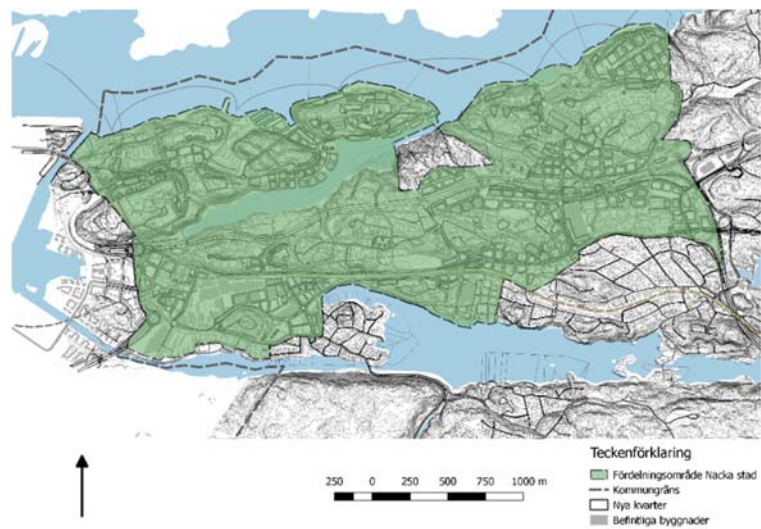 Teckenförklaring
Fördelningsområde Nacka stad
Kommungräns
Nya kvarter
Befintliga byggnader
250 0 250 500 750 1000 m